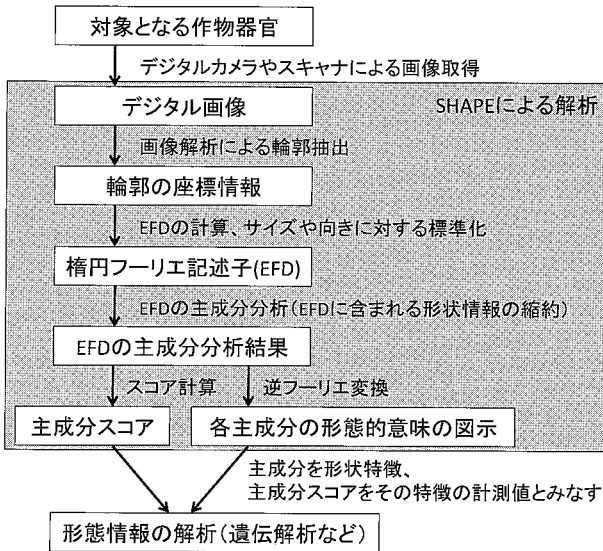 対象となる作物器官
デジタルカメラやスキャナによる画像取得
デジタル画像
SHAPEによる解析
画像解析による輪郭抽出
輪郭の座標情報
EFDの計算、サイズや向きに対する標準化
楕円フーリエ記述子(EFD)
EFDの主成分分析(EFDに含まれる形状情報の縮約)
EFDの主成分分析結果
スコア計算
逆フーリエ変換
主成分スコア
各主成分の形態的意味の図示
主成分を形状特徴、
主成分スコアをその特徴の計測値とみなす
形態情報の解析(遺伝解析など)